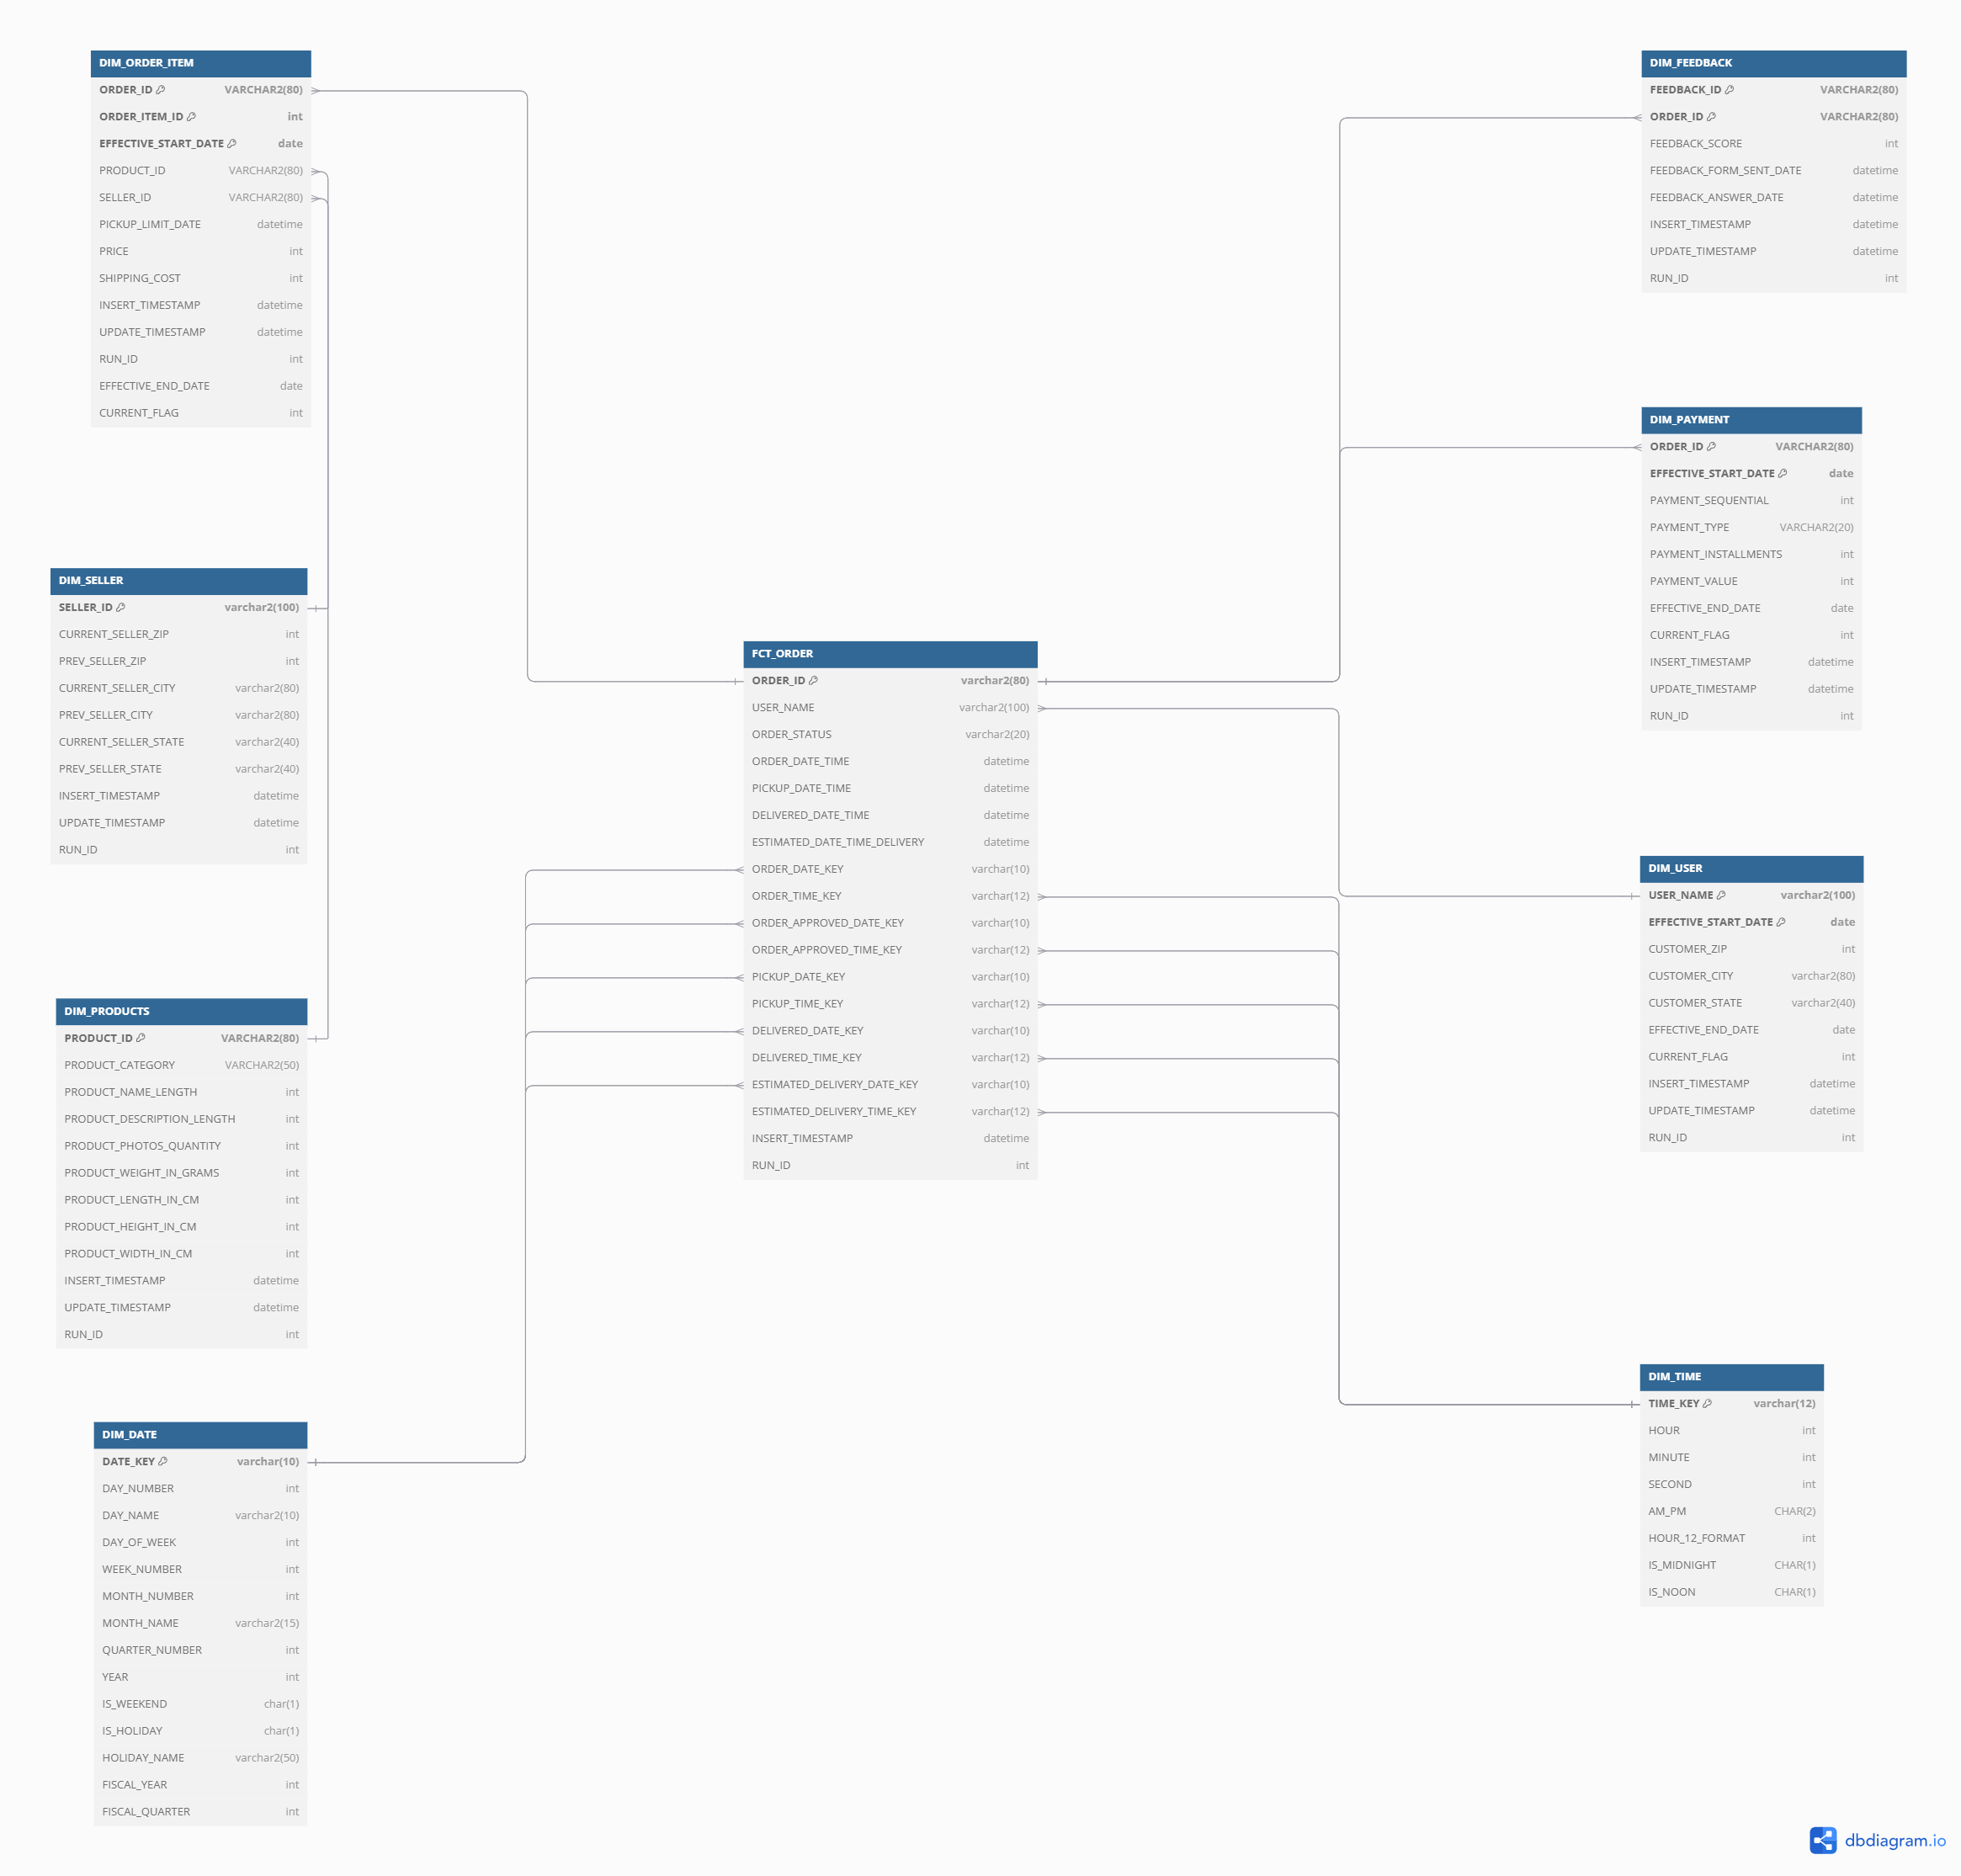 DIM_ORDER_ITEM
ORDER_ID VARCHAR2(80)
ORDER_ITEM_ID int
EFFECTIVE_START_DATE date
PRODUCT_ID VARCHAR2(80)
SELLER_ID VARCHAR2(80)
PICKUP_LIMIT_DATE datetime
PRICE int
SHIPPING_COST int
INSERT_TIMESTAMP datetime
UPDATE_TIMESTAMP datetime
RUN_ID int
EFFECTIVE_END_DATE date
CURRENT_FLAG int
DIM_SELLER
SELLER_ID varchar2(100)
CURRENT_SELLER_ZIP int
PREV_SELLER_ZIP int
CURRENT_SELLER_CITY varchar2(80)
PREV_SELLER_CITY varchar2(80)
CURRENT_SELLER_STATE varchar2(40)
PREV_SELLER_STATE varchar2(40)
INSERT_TIMESTAMP datetime
UPDATE_TIMESTAMP datetime
RUN_ID int
DIM_PRODUCTS
PRODUCT_ID VARCHAR2(80)
PRODUCT_CATEGORY VARCHAR2(50)
PRODUCT_NAME_LENGTH int
PRODUCT_DESCRIPTION_LENGTH int
PRODUCT_PHOTOS_QUANTITY int
PRODUCT_WEIGHT_IN_GRAMS int
PRODUCT_LENGTH_IN_CM int
PRODUCT_HEIGHT_IN_CM int
PRODUCT_WIDTH_IN_CM int
INSERT_TIMESTAMP datetime
UPDATE_TIMESTAMP datetime
RUN_ID int
DIM_DATE
DATE_KEY varchar(10)
DAY_NUMBER int
DAY_NAME varchar2(10)
DAY_OF_WEEK int
WEEK_NUMBER int
MONTH_NUMBER int
MONTH_NAME varchar2(15)
QUARTER_NUMBER int
YEAR int
IS_WEEKEND char(1)
IS_HOLIDAY char(1)
HOLIDAY_NAME varchar2(50)
FISCAL_YEAR int
FISCAL_QUARTER int
FCT_ORDER
ORDER_ID varchar2(80)
USER_NAME varchar2(100)
ORDER_STATUS varchar2(20)
ORDER_DATE_TIME datetime
PICKUP_DATE_TIME datetime
DELIVERED_DATE_TIME datetime
ESTIMATED_DATE_TIME_DELIVERY datetime
ORDER_DATE_KEY varchar(10)
ORDER_TIME_KEY varchar(12)
ORDER_APPROVED_DATE_KEY varchar(10)
ORDER_APPROVED_TIME_KEY varchar(12)
PICKUP_DATE_KEY varchar(10)
PICKUP_TIME_KEY varchar(12)
DELIVERED_DATE_KEY varchar(10)
DELIVERED_TIME_KEY varchar(12)
ESTIMATED_DELIVERY_DATE_KEY varchar(10)
ESTIMATED_DELIVERY_TIME_KEY varchar(12)
INSERT_TIMESTAMP datetime
RUN_ID int
DIM_FEEDBACK
FEEDBACK_ID VARCHAR2(80)
ORDER_ID VARCHAR2(80)
FEEDBACK_SCORE int
FEEDBACK_FORM_SENT_DATE datetime
FEEDBACK_ANSWER_DATE datetime
INSERT_TIMESTAMP datetime
UPDATE_TIMESTAMP datetime
RUN_ID int
DIM_PAYMENT
ORDER_ID VARCHAR2(80)
EFFECTIVE_START_DATE date
PAYMENT_SEQUENTIAL int
PAYMENT_TYPE VARCHAR2(20)
PAYMENT_INSTALLMENTS int
PAYMENT_VALUE int
EFFECTIVE_END_DATE date
CURRENT_FLAG int
INSERT_TIMESTAMP datetime
UPDATE_TIMESTAMP datetime
RUN_ID int
DIM_USER
USER_NAME varchar2(100)
EFFECTIVE_START_DATE date
CUSTOMER_ZIP int
CUSTOMER_CITY varchar2(80)
CUSTOMER_STATE varchar2(40)
EFFECTIVE_END_DATE date
CURRENT_FLAG int
INSERT_TIMESTAMP datetime
UPDATE_TIMESTAMP datetime
RUN_ID int
DIM_TIME
TIME_KEY varchar(12)
HOUR int
MINUTE int
SECOND int
AM_PM CHAR(2)
HOUR_12_FORMAT int
IS_MIDNIGHT CHAR(1)
IS_NOON CHAR(1)
dbdiagram.io